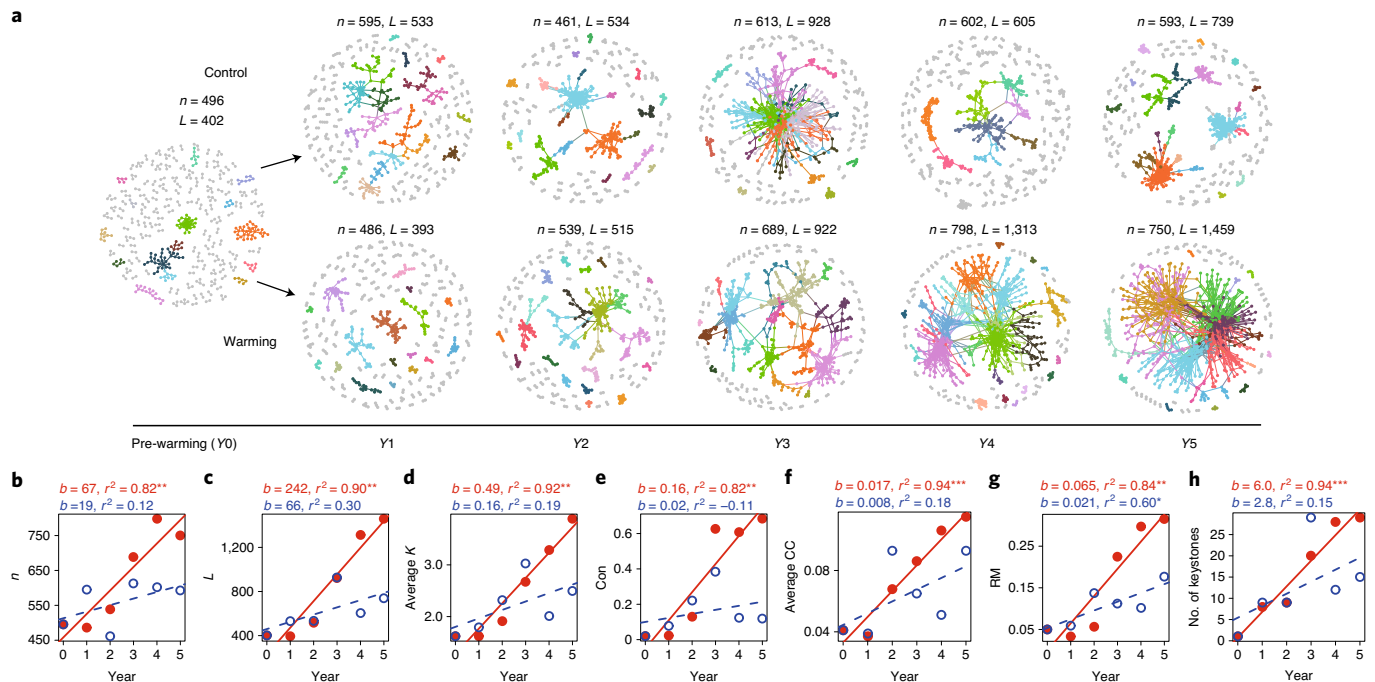 a
n = 595, L = 533
n = 461, L = 534
n = 613, L = 928
n = 602, L = 605
n = 593, L = 739
Control
n = 496
L = 402
n = 486, L = 393
n = 539, L = 515
n = 689, L = 922
n = 798, L = 1,313
n = 750, L = 1,459
Warming
Pre-warming (Y0)
Y1
Y2
Y3
Y4
Y5
b
b = 67, r² = 0.82**
b =19, r² = 0.12
n
750
650
550
450
0 1 2 3 4 5
Year
c
b = 242, r² = 0.90**
b = 66, r² = 0.30
L
1,200
800
400
0 1 2 3 4 5
Year
d
b = 0.49, r² = 0.92**
b = 0.16, r² = 0.19
Average K
3.0
2.0
0 1 2 3 4 5
Year
e
b = 0.16, r² = 0.82**
b = 0.02, r² = –0.11
Con
0.6
0.4
0.2
0
0 1 2 3 4 5
Year
f
b = 0.017, r² = 0.94***
b = 0.008, r² = 0.18
Average CC
0.08
0.04
0 1 2 3 4 5
Year
g
b = 0.065, r² = 0.84**
b = 0.021, r² = 0.60*
RM
0.25
0.15
0.05
0 1 2 3 4 5
Year
h
b = 6.0, r² = 0.94***
b = 2.8, r² = 0.15
No. of keystones
25
20
15
10
5
0
0 1 2 3 4 5
Year